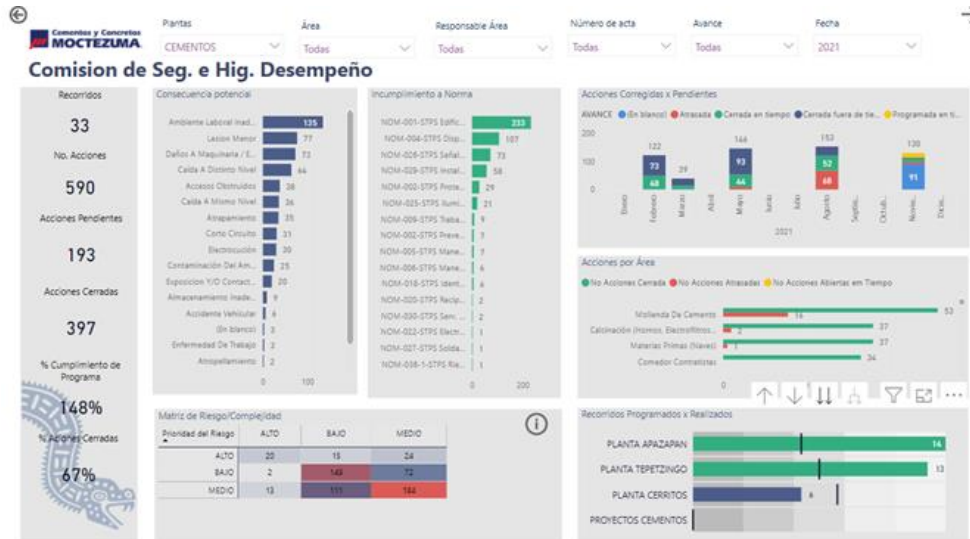 Cementos y Concretos
MOCTEZUMA
Plantas
CEMENTOS
Área
Todas
Responsable Área
Todas
Número de acta
Todas
Avance
Todas
Fecha
2021
Comision de Seg. e Hig. Desempeño
Recorridos
33
No. Acciones
590
Acciones Pendientes
193
Acciones Cerradas
397
% Cumplimiento de
Programa
148%
% Aciones Cerradas
67%
Consecuencia potencial
Ambiente Laboral Inad... 135
Lesion Menor 77
Daños A Maquinaria / E... 73
Caida A Distinto Nivel 64
Accesos Obstruidos
Caida A Mismo Nivel
Atrapamiento 35
Corto Circuito 31
Electrocución
Contaminación Del Am... 25
Exposicion Y/O Contact... 20
Almacenamiento Inade... 9
Accidente Vehicular 6
(En blanco) 3
Enfermedad De Trabajo 2
Atropellamiento 2
0 100
Incumplimiento a Norma
NOM-001-STPS Edific... 233
NOM-004-STPS Disp... 107
NOM-026-STPS Señal... 73
NOM-029-STPS Instal... 58
NOM-002-STPS Prote... 29
NOM-025-STPS Ilumi... 21
NOM-009-STPS Traba... 9
NOM-002-STPS Preve... 7
NOM-005-STPS Mane... 7
NOM-006-STPS Mane... 6
NOM-018-STPS Ident... 6
NOM-020-STPS Recip... 2
NOM-030-STPS Serv. ... 2
NOM-022-STPS Electr... 1
NOM-027-STPS Solda... 1
NOM-036-1-STPS Rie... 1
0 200
Acciones Corregidas x Pendientes
AVANCE (En blanco) Atrasada Cerrada en tiempo Cerrada fuera de tie... Programada en ti...
200
100
0
122
73
48
39
146
93
44
153
52
68
130
91
Enero
Febrero
Marzo
Abril
Mayo
Junio
Julio
Agosto
Septie...
Octub...
Novie...
Dicie...
2021
Acciones por Área
No Acciones Cerrada No Acciones Atrasadas No Acciones Abiertas em Tiempo
Molienda De Cemento 53
16
Calcinación (Hornos, Electrofiltros... 37
2
Materias Primas (Naves) 37
1
Comedor Contratistas 34
0
Matriz de Riesgo/Complejidad
Prioridad del Riesgo ALTO BAJO MEDIO
ALTO 20 15 24
BAJO 2 149 72
MEDIO 13 111 184
Recorridos Programados x Realizados
PLANTA APAZAPAN 14
PLANTA TEPETZINGO 13
PLANTA CERRITOS 6
PROYECTOS CEMENTOS